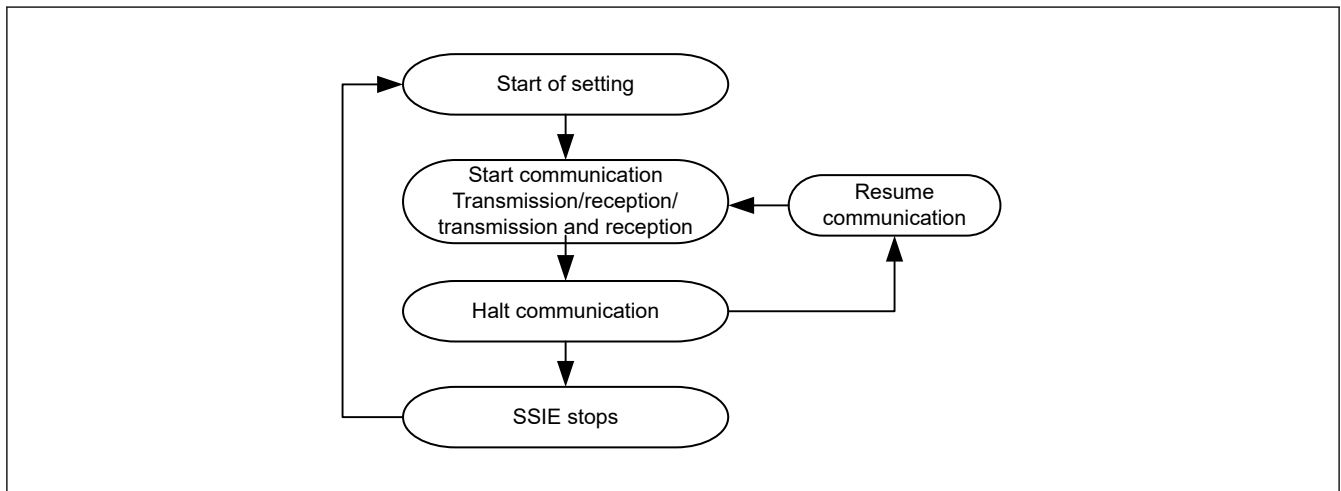 Start of setting
Start communication
Transmission/reception/
transmission and reception
Resume
communication
Halt communication
SSIE stops